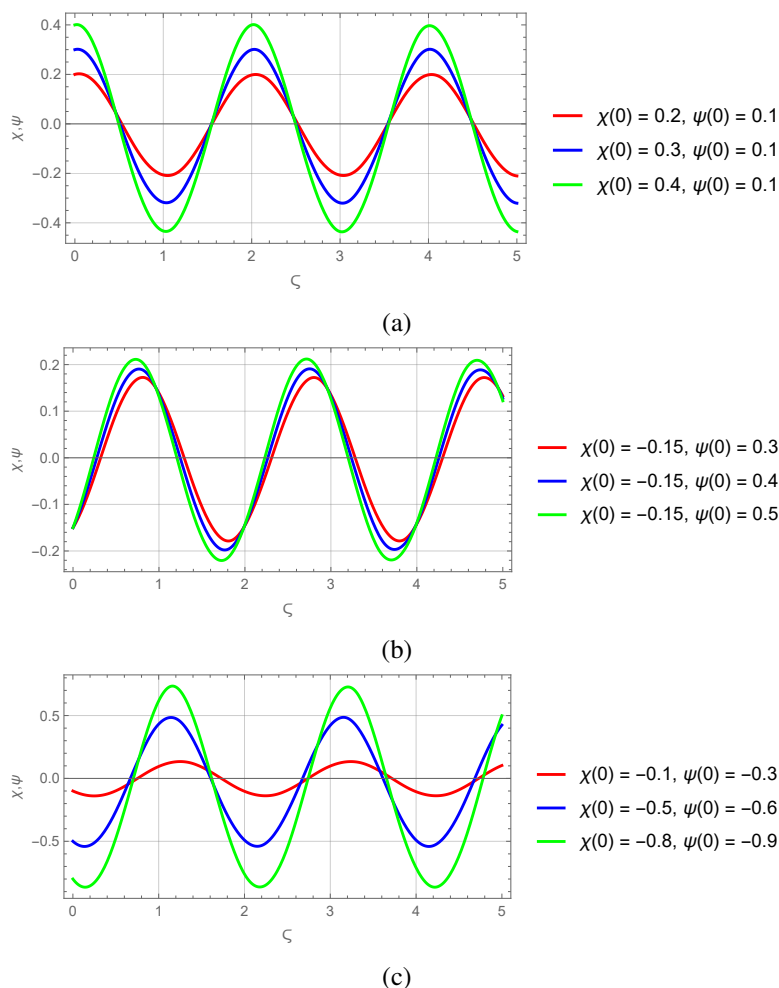 0.4
0.2
0.0
−0.2
−0.4
χ,ψ
0 1 2 3 4 5
ς
χ(0) = 0.2, ψ(0) = 0.1
χ(0) = 0.3, ψ(0) = 0.1
χ(0) = 0.4, ψ(0) = 0.1
(a)
0.2
0.1
0.0
−0.1
−0.2
χ,ψ
0 1 2 3 4 5
ς
χ(0) = −0.15, ψ(0) = 0.3
χ(0) = −0.15, ψ(0) = 0.4
χ(0) = −0.15, ψ(0) = 0.5
(b)
0.5
0.0
−0.5
χ,ψ
0 1 2 3 4 5
ς
χ(0) = −0.1, ψ(0) = −0.3
χ(0) = −0.5, ψ(0) = −0.6
χ(0) = −0.8, ψ(0) = −0.9
(c)